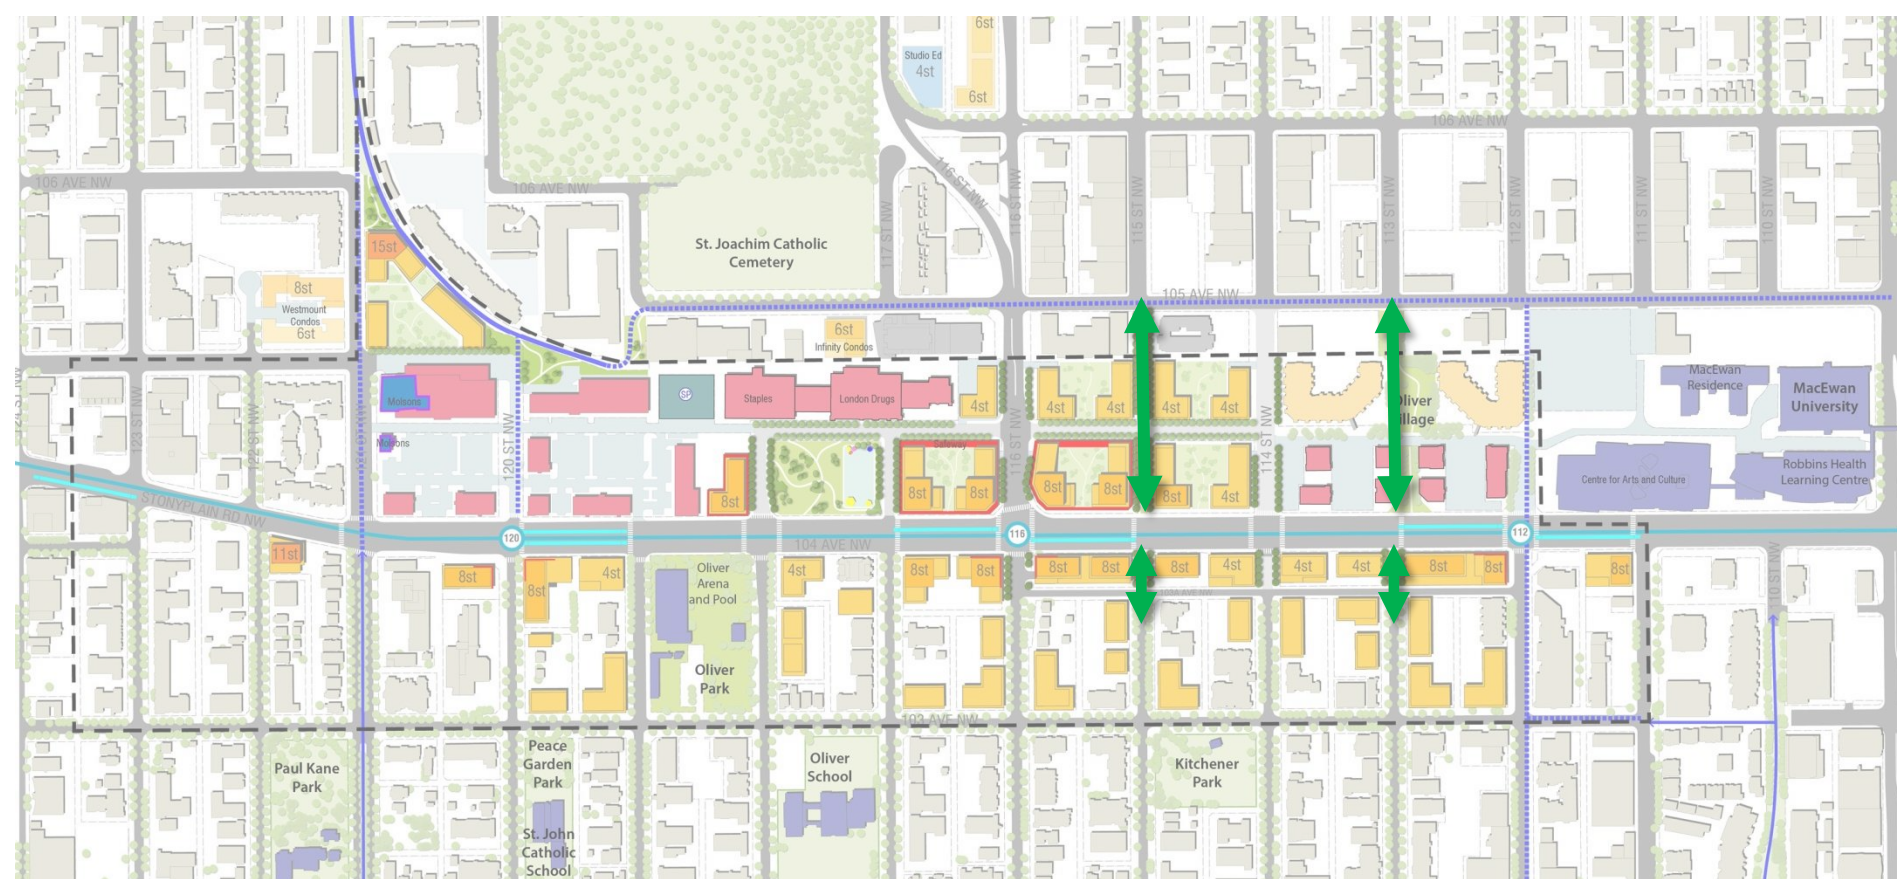 6st
Studio Ed
4st
6st
106 AVE NW
106 AVE NW
106 AVE NW
116 ST NW
117 ST NW
116 ST NW
115 ST NW
113 ST NW
112 ST NW
111 ST NW
110 ST NW
St. Joachim Catholic
Cemetery
15st
8st
Westmount
Condos
6st
105 AVE NW
6st
Infinity Condos
MacEwan
Residence
MacEwan
University
Molsons
SP
Staples
London Drugs
4st
4st
4st
4st
4st
Oliver
Village
123 ST NW
122 ST NW
120 ST NW
116 ST NW
114 ST NW
Molsons
Safeway
8st
8st
8st
8st
8st
8st
4st
Centre for Arts and Culture
Robbins Health
Learning Centre
STONYPLAIN RD NW
120
116
112
104 AVE NW
11st
8st
8st
4st
Oliver
Arena
and Pool
4st
8st
8st
8st
8st
8st
4st
4st
4st
8st
8st
8st
110 ST NW
Oliver
Park
103 AVE NW
Paul Kane
Park
Peace
Garden
Park
St. John
Catholic
School
Oliver
School
Kitchener
Park